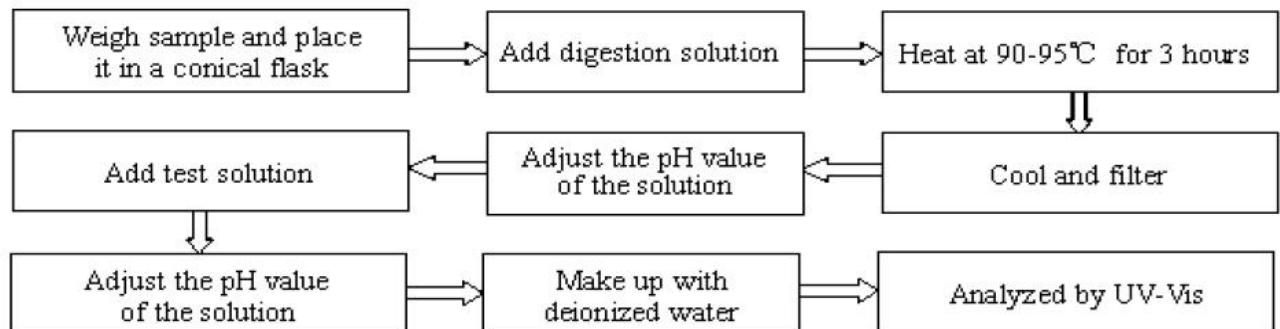 Weigh sample and place
it in a conical flask
Add digestion solution
Heat at 90-95℃ for 3 hours
Cool and filter
Adjust the pH value
of the solution
Add test solution
Adjust the pH value
of the solution
Make up with
deionized water
Analyzed by UV-Vis